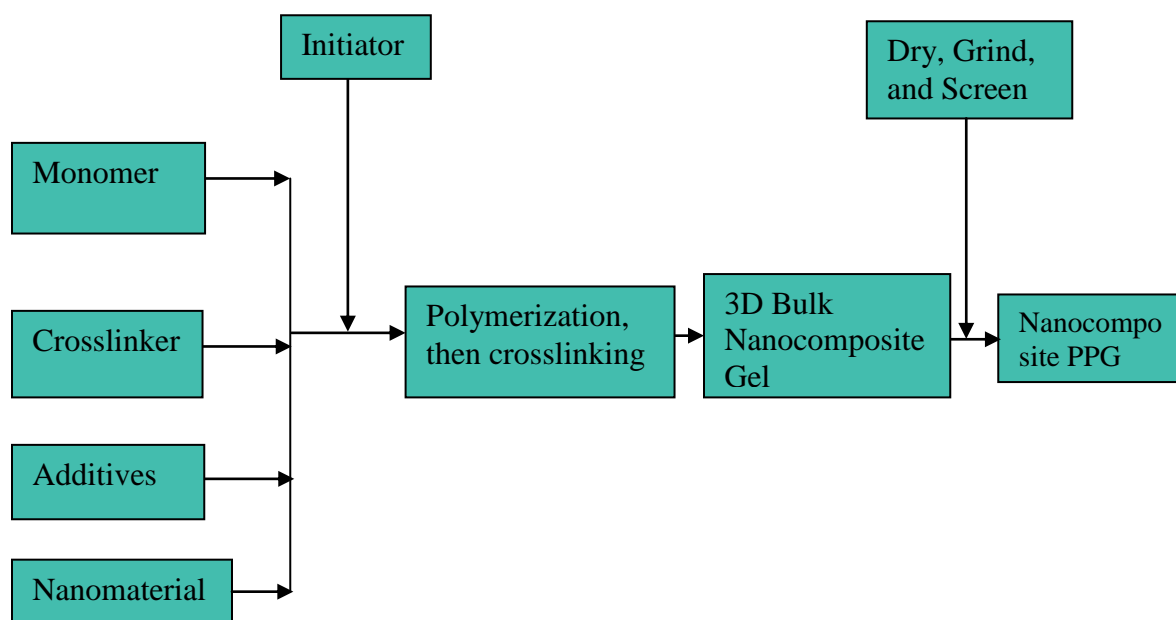 Initiator
Dry, Grind,
and Screen
Monomer
Crosslinker
Additives
Nanomaterial
Polymerization,
then crosslinking
3D Bulk
Nanocomposite
Gel
Nanocompo
site PPG